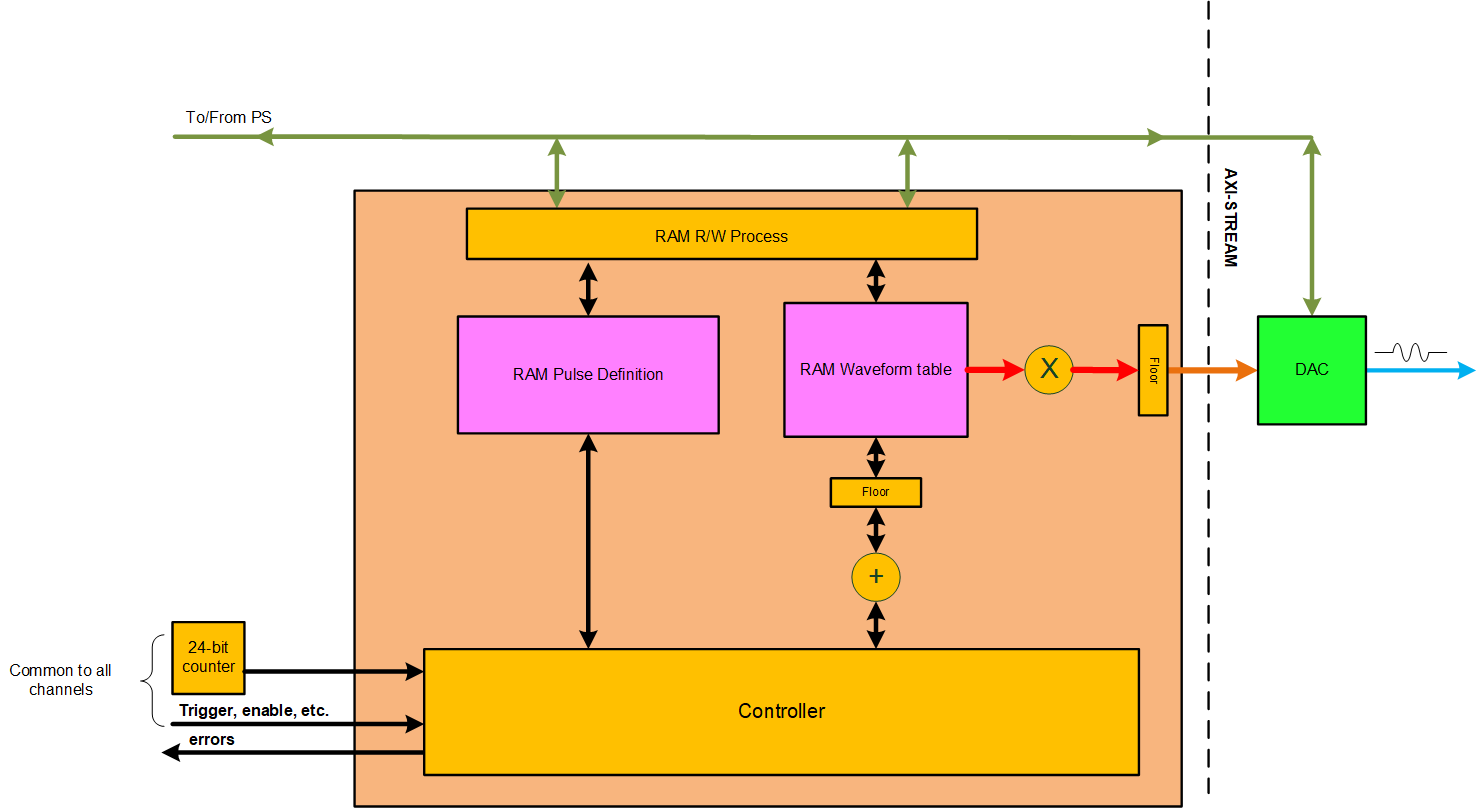 To/From PS
AXI-STREAM
RAM R/W Process
RAM Pulse Definition
RAM Waveform table
X
Floor
DAC
Floor
+
24-bit
counter
Common to all
channels
Trigger, enable, etc.
errors
Controller